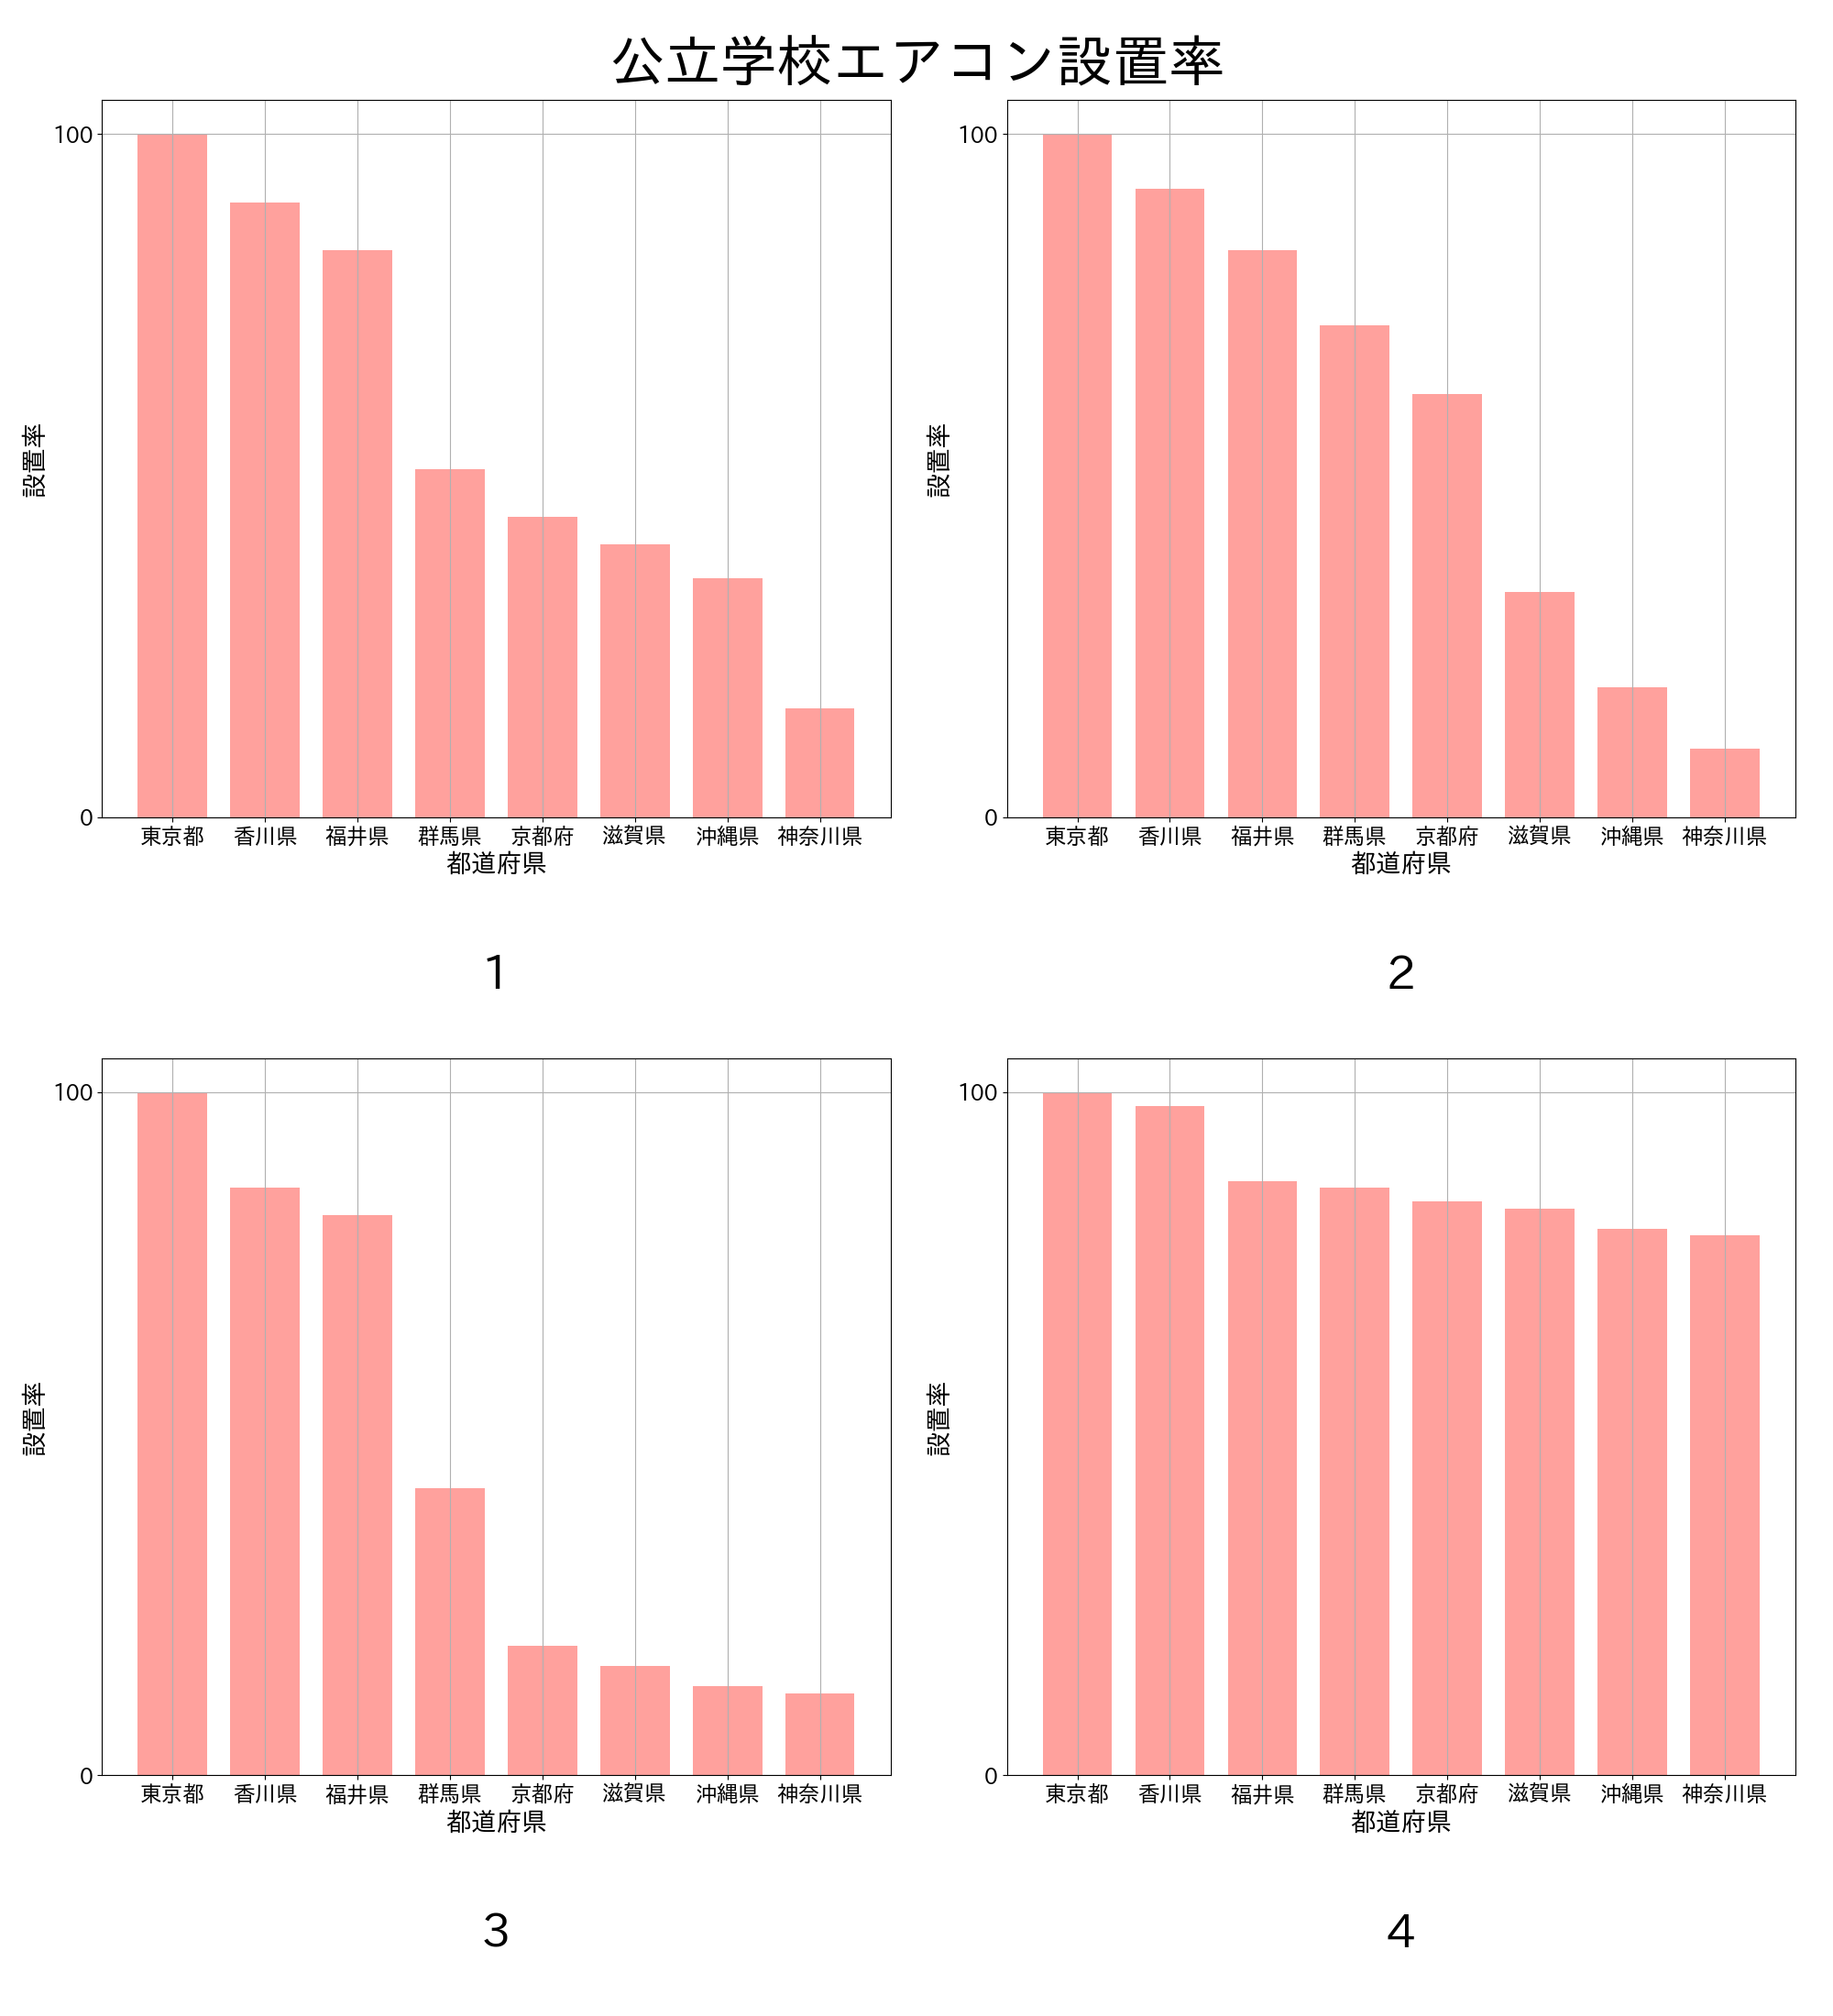 公立学校エアコン設置率
100
設置率
0
東京都 香川県 福井県 群馬県 京都府 滋賀県 沖縄県 神奈川県
都道府県
1
100
設置率
0
東京都 香川県 福井県 群馬県 京都府 滋賀県 沖縄県 神奈川県
都道府県
2
100
設置率
0
東京都 香川県 福井県 群馬県 京都府 滋賀県 沖縄県 神奈川県
都道府県
3
100
設置率
0
東京都 香川県 福井県 群馬県 京都府 滋賀県 沖縄県 神奈川県
都道府県
4